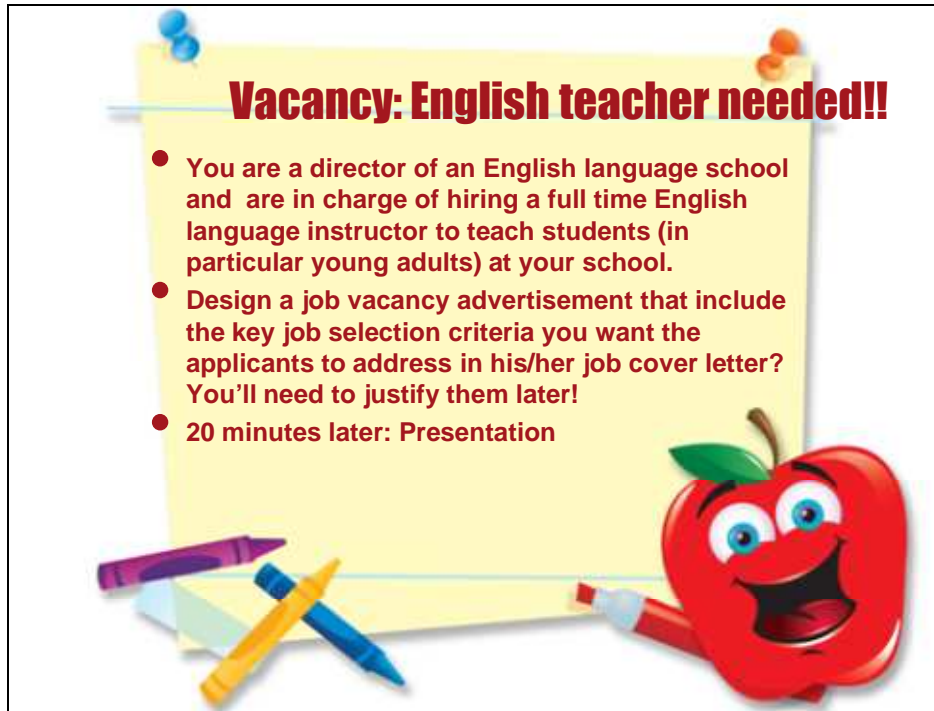 Vacancy: English teacher needed!!
• You are a director of an English language school
and  are in charge of hiring a full time English
language instructor to teach students (in
particular young adults) at your school.
• Design a job vacancy advertisement that include
the key job selection criteria you want the
applicants to address in his/her job cover letter?
You’ll need to justify them later!
• 20 minutes later: Presentation